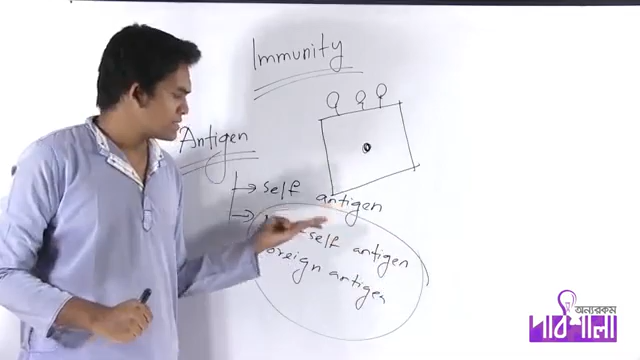 Immunity
Antigen
self antigen
self antigen
foreign antigen
অন্যরকম
পাঠশালা